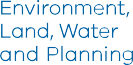 Environment,
Land, Water
and Planning